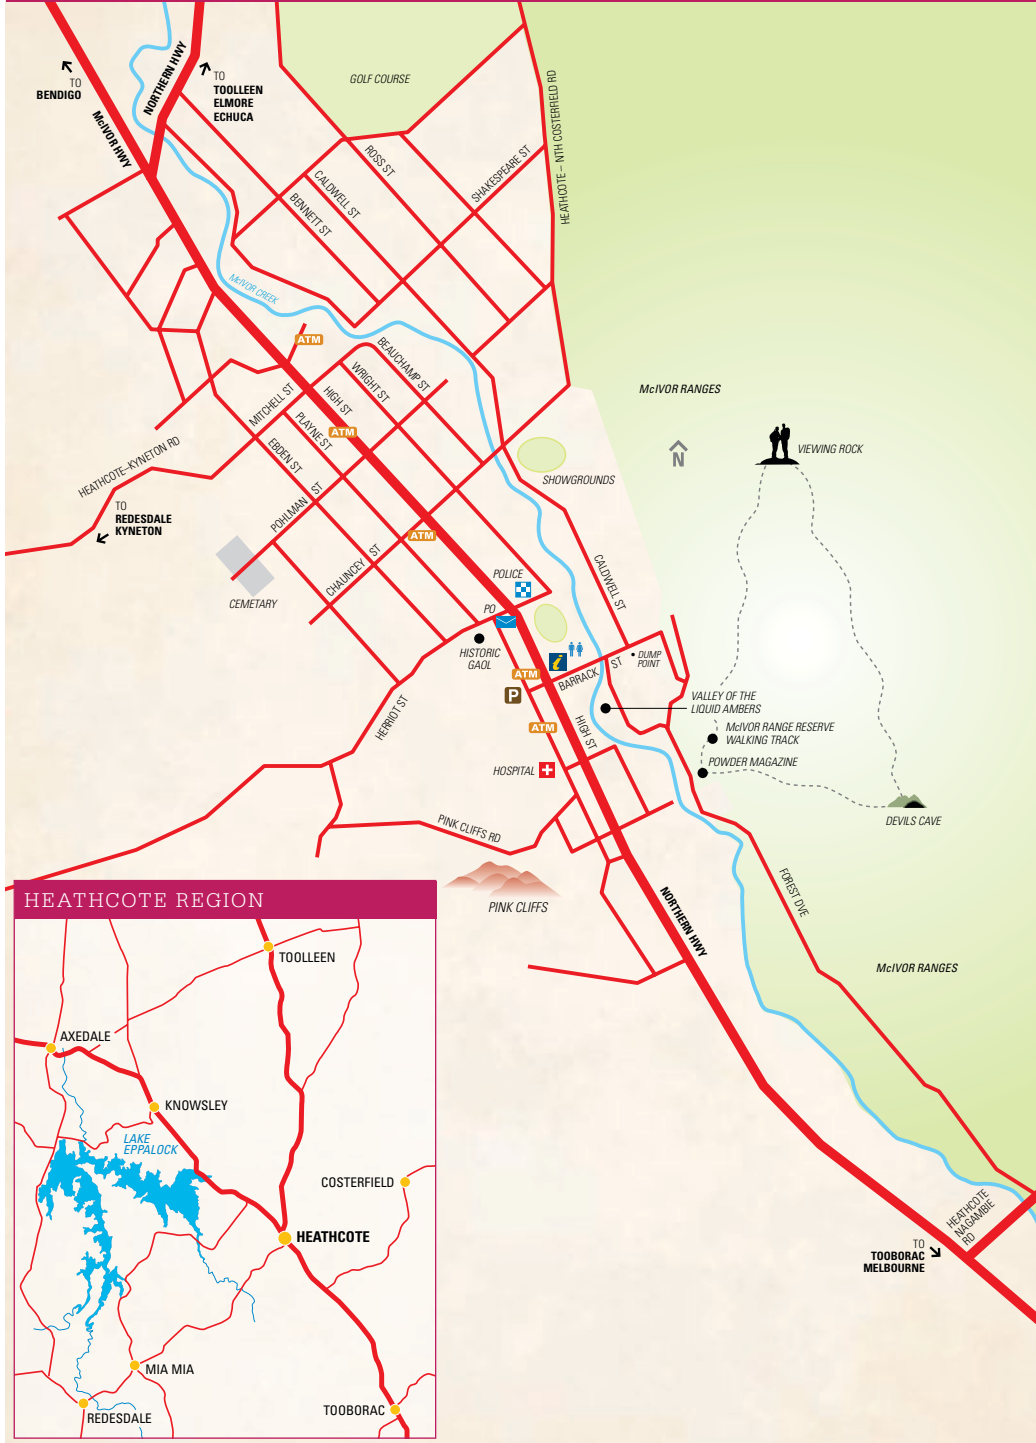 GOLF COURSE
NORTHERN HWY
TO
BENDIGO
TO
TOOLLEEN
ELMORE
ECHUCA
McIVOR HWY
HEATHCOTE – NTH COSTERFIELD RD
ROSS ST
SHAKESPEARE ST
CALDWELL ST
BENNETT ST
McIVOR CREEK
ATM
BEAUCHAMP ST
WRIGHT ST
MITCHELL ST
HIGH ST
PLAYNE ST
ATM
EBDEN ST
McIVOR RANGES
N
VIEWING ROCK
HEATHCOTE–KYNETON RD
SHOWGROUNDS
TO
REDESDALE
KYNETON
POHLMAN ST
ATM
CHAUNCEY ST
CEMETARY
POLICE
CALDWELL ST
PO
HISTORIC
GAOL
i
DUMP
POINT
ATM
BARRACK ST
P
VALLEY OF THE
LIQUID AMBERS
HERRIOT ST
ATM
HIGH ST
McIVOR RANGE RESERVE
WALKING TRACK
HOSPITAL
POWDER MAGAZINE
DEVILS CAVE
PINK CLIFFS RD
PINK CLIFFS
FOREST DVE
NORTHERN HWY
McIVOR RANGES
HEATHCOTE
NAGAMBIE
RD
TO
TOOBORAC
MELBOURNE
HEATHCOTE REGION
TOOLLEEN
AXEDALE
KNOWSLEY
LAKE
EPPALOCK
COSTERFIELD
HEATHCOTE
MIA MIA
REDESDALE
TOOBORAC